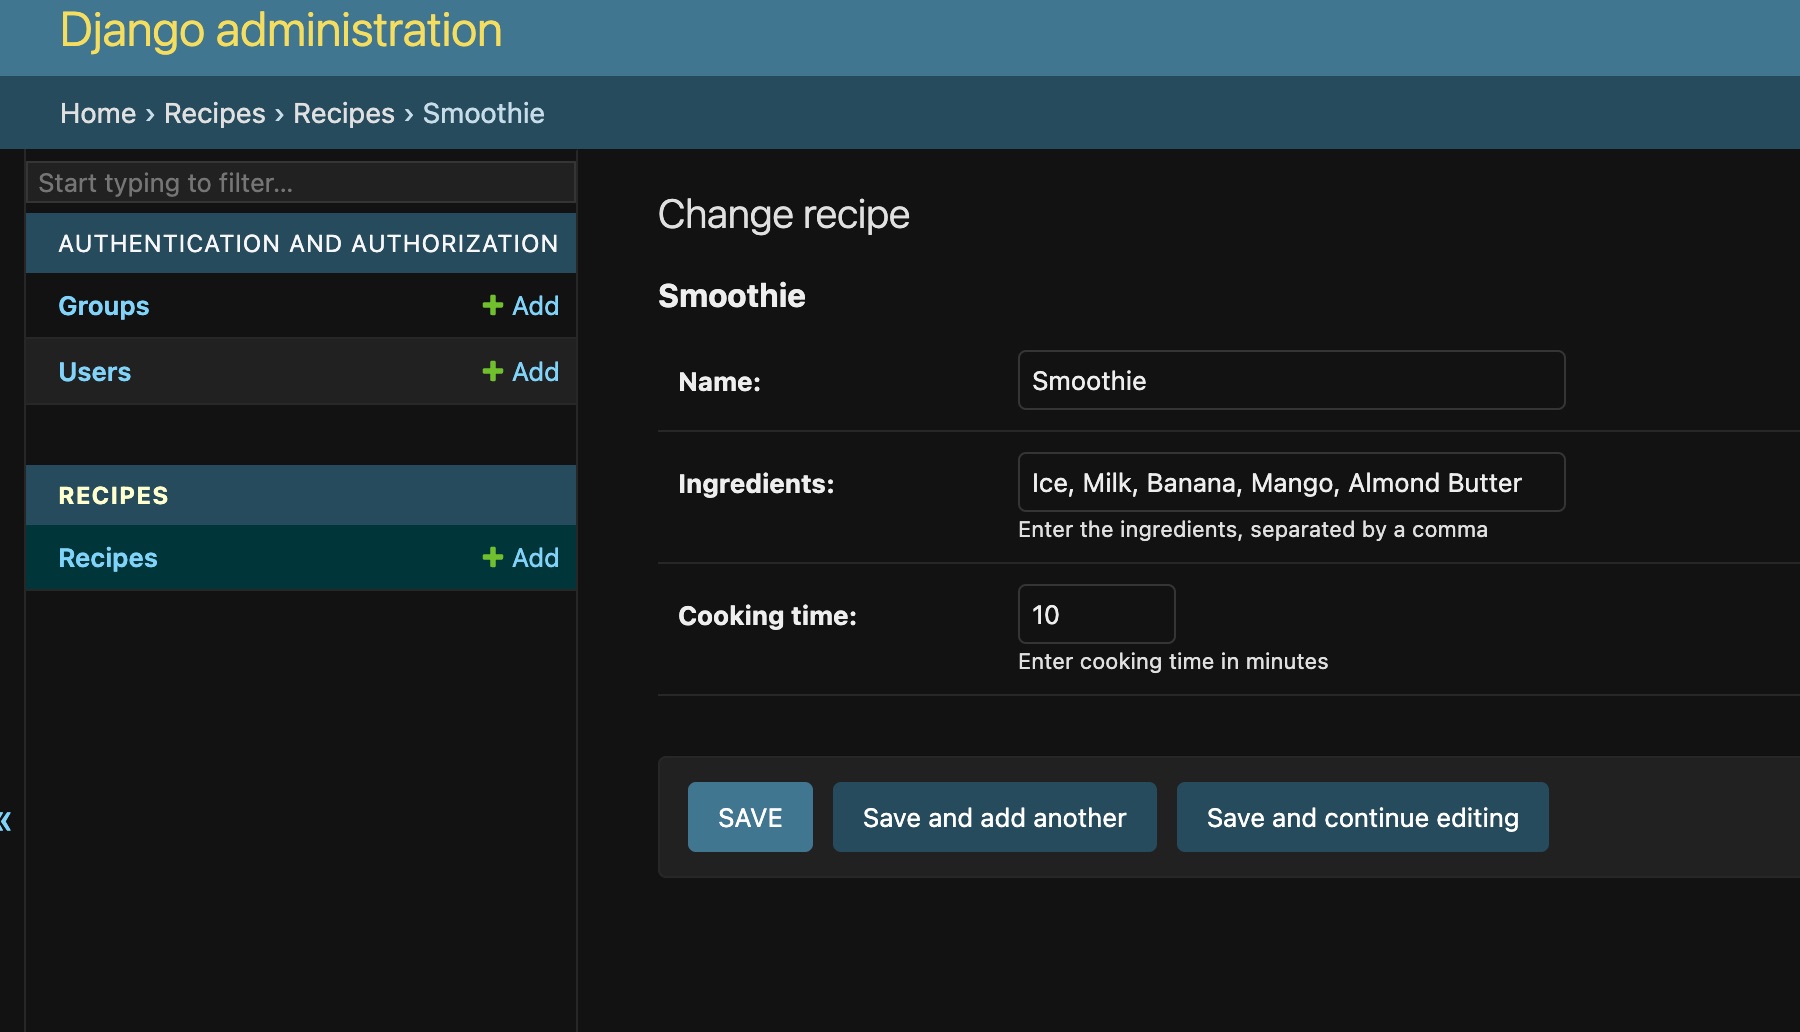 Django administration
Home › Recipes › Recipes › Smoothie
Start typing to filter...
AUTHENTICATION AND AUTHORIZATION
Groups + Add
Users + Add
RECIPES
Recipes + Add
«
Change recipe
Smoothie
Name: Smoothie
Ingredients: Ice, Milk, Banana, Mango, Almond Butter
Enter the ingredients, separated by a comma
Cooking time: 10
Enter cooking time in minutes
SAVE Save and add another Save and continue editing